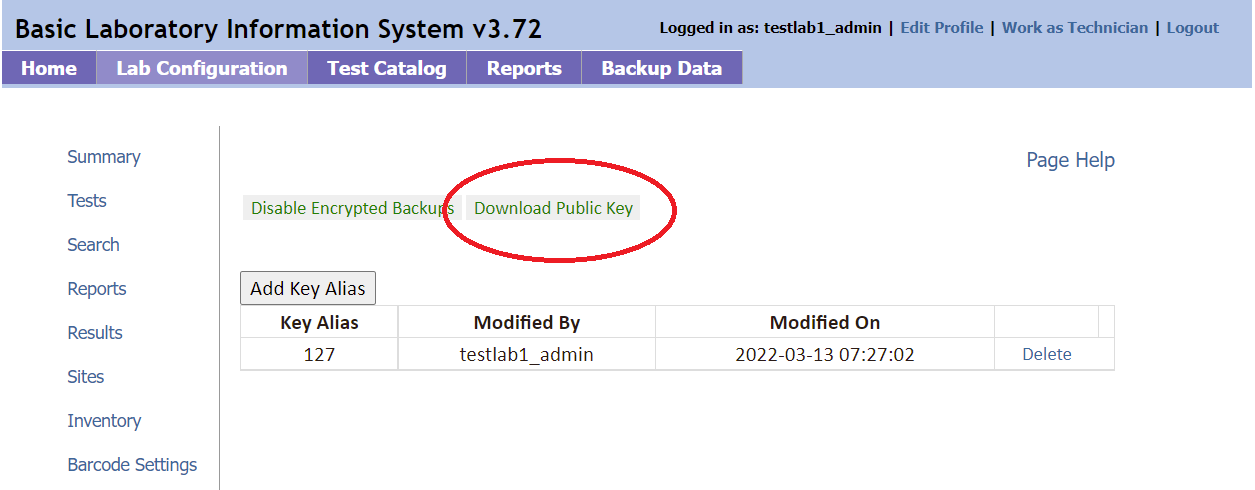 Basic Laboratory Information System v3.72
Logged in as: testlab1_admin | Edit Profile | Work as Technician | Logout
Home Lab Configuration Test Catalog Reports Backup Data
Page Help
Summary
Tests
Search
Reports
Results
Sites
Inventory
Barcode Settings
Disable Encrypted Backups Download Public Key
Add Key Alias
Key Alias Modified By Modified On
127 testlab1_admin 2022-03-13 07:27:02 Delete